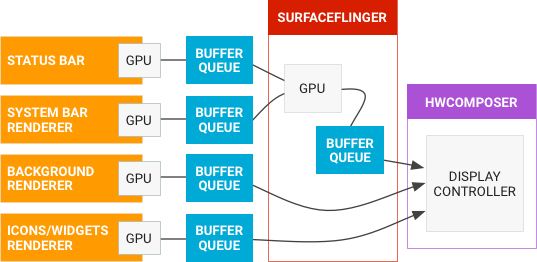 SURFACEFLINGER
STATUS BAR
GPU
BUFFER
QUEUE
GPU
HWCOMPOSER
SYSTEM BAR
RENDERER
GPU
BUFFER
QUEUE
BUFFER
QUEUE
DISPLAY
CONTROLLER
BACKGROUND
RENDERER
GPU
BUFFER
QUEUE
ICONS/WIDGETS
RENDERER
GPU
BUFFER
QUEUE